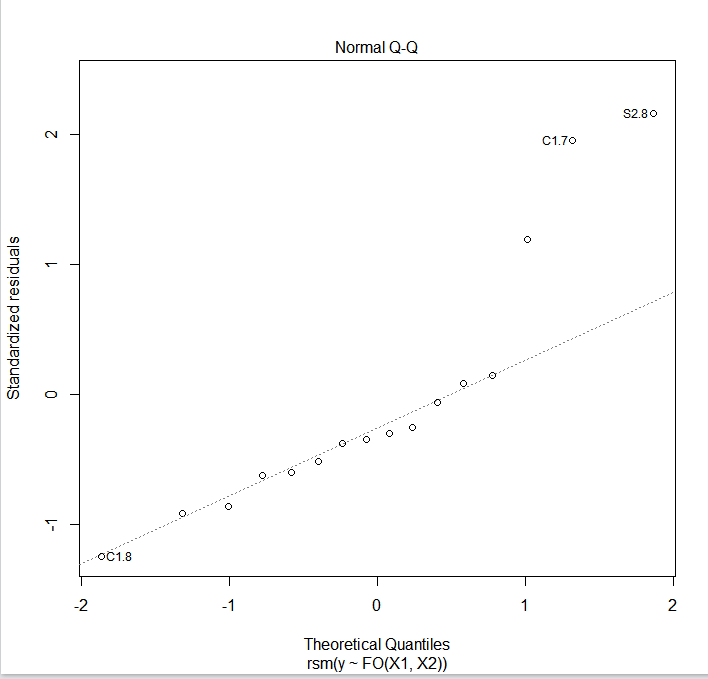 Normal Q-Q
S2.8
C1.7
C1.8
2
1
0
-1
Standardized residuals
-2 -1 0 1 2
Theoretical Quantiles
rsm(y ~ FO(X1, X2))